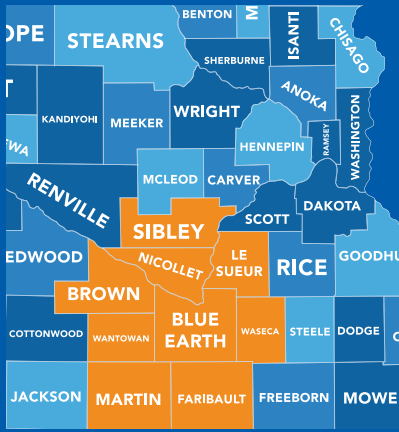 BENTON
M
OPE
STEARNS
ISANTI
CHISAGO
SHERBURNE
T
KANDIYOHI
MEEKER
WRIGHT
ANOKA
RAMSEY
WASHINGTON
EWA
HENNEPIN
MCLEOD
CARVER
RENVILLE
SIBLEY
SCOTT
DAKOTA
EDWOOD
NICOLLET
LE
SUEUR
RICE
GOODHU
BROWN
COTTONWOOD
WANTOWAN
BLUE
EARTH
WASECA
STEELE
DODGE
JACKSON
MARTIN
FARIBAULT
FREEBORN
MOWE